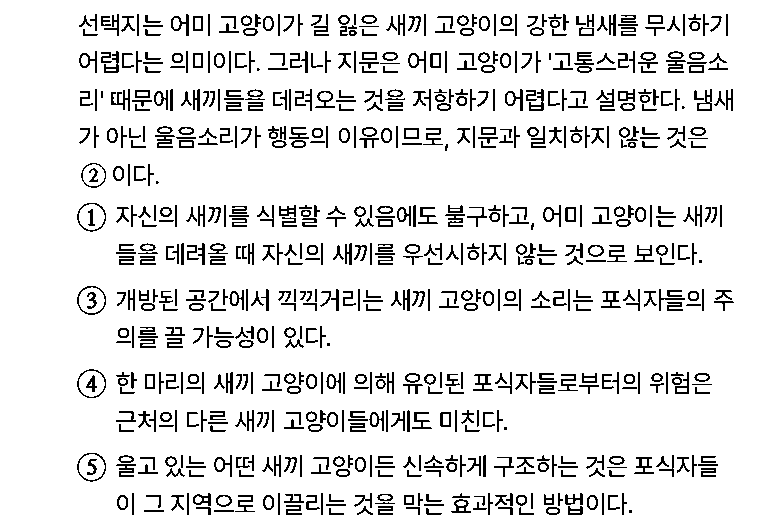 선택지는 어미 고양이가 길 잃은 새끼 고양이의 강한 냄새를 무시하기
어렵다는 의미이다. 그러나 지문은 어미 고양이가 '고통스러운 울음소
리' 때문에 새끼들을 데려오는 것을 저항하기 어렵다고 설명한다. 냄새
가 아닌 울음소리가 행동의 이유이므로, 지문과 일치하지 않는 것은
②이다.
① 자신의 새끼를 식별할 수 있음에도 불구하고, 어미 고양이는 새끼
들을 데려올 때 자신의 새끼를 우선시하지 않는 것으로 보인다.
③ 개방된 공간에서 끽끽거리는 새끼 고양이의 소리는 포식자들의 주
의를 끌 가능성이 있다.
④ 한 마리의 새끼 고양이에 의해 유인된 포식자들로부터의 위험은
근처의 다른 새끼 고양이들에게도 미친다.
⑤ 울고 있는 어떤 새끼 고양이든 신속하게 구조하는 것은 포식자들
이 그 지역으로 이끌리는 것을 막는 효과적인 방법이다.